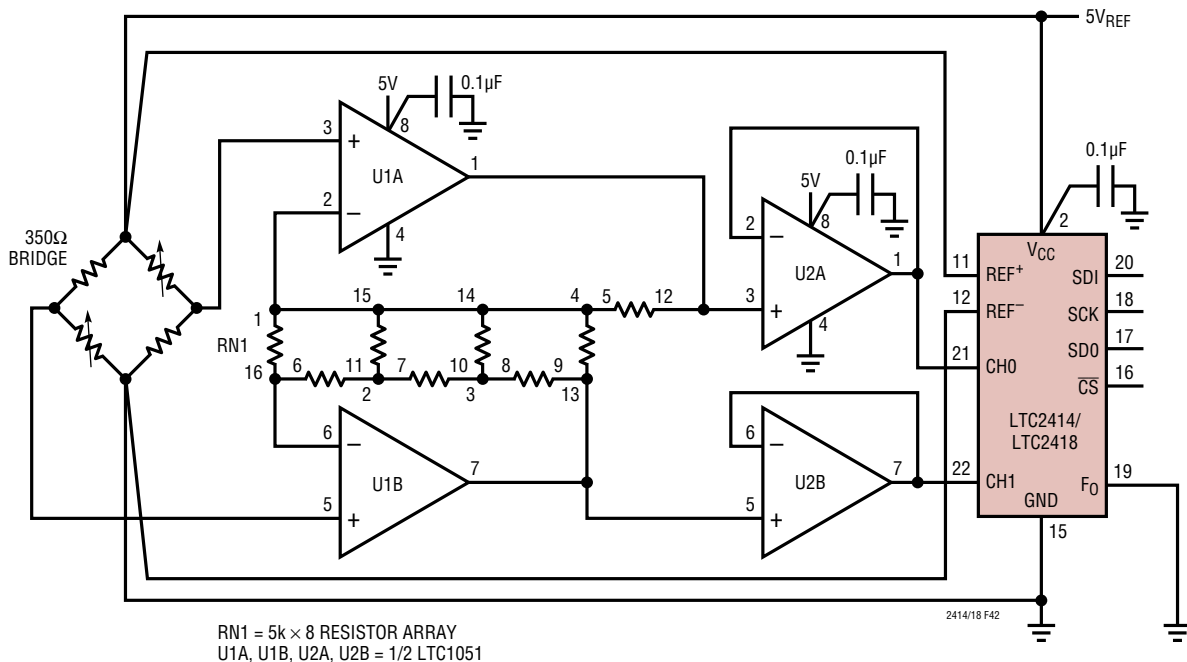 5VREF
5V
0.1µF
8
3
+
1
U1A
2
–
4
350Ω
BRIDGE
0.1µF
5V
8
2
–
1
U2A
3
+
4
0.1µF
2
VCC
11
REF+
SDI
20
12
REF–
SCK
18
SD0
17
21
CH0
CS
16
LTC2414/
LTC2418
22
CH1
FO
19
GND
15
15
14
4
5
12
1
RN1
16
6
11
7
10
8
9
2
3
13
6
–
7
U1B
5
+
6
–
7
U2B
5
+
2414/18 F42
RN1 = 5k × 8 RESISTOR ARRAY
U1A, U1B, U2A, U2B = 1/2 LTC1051